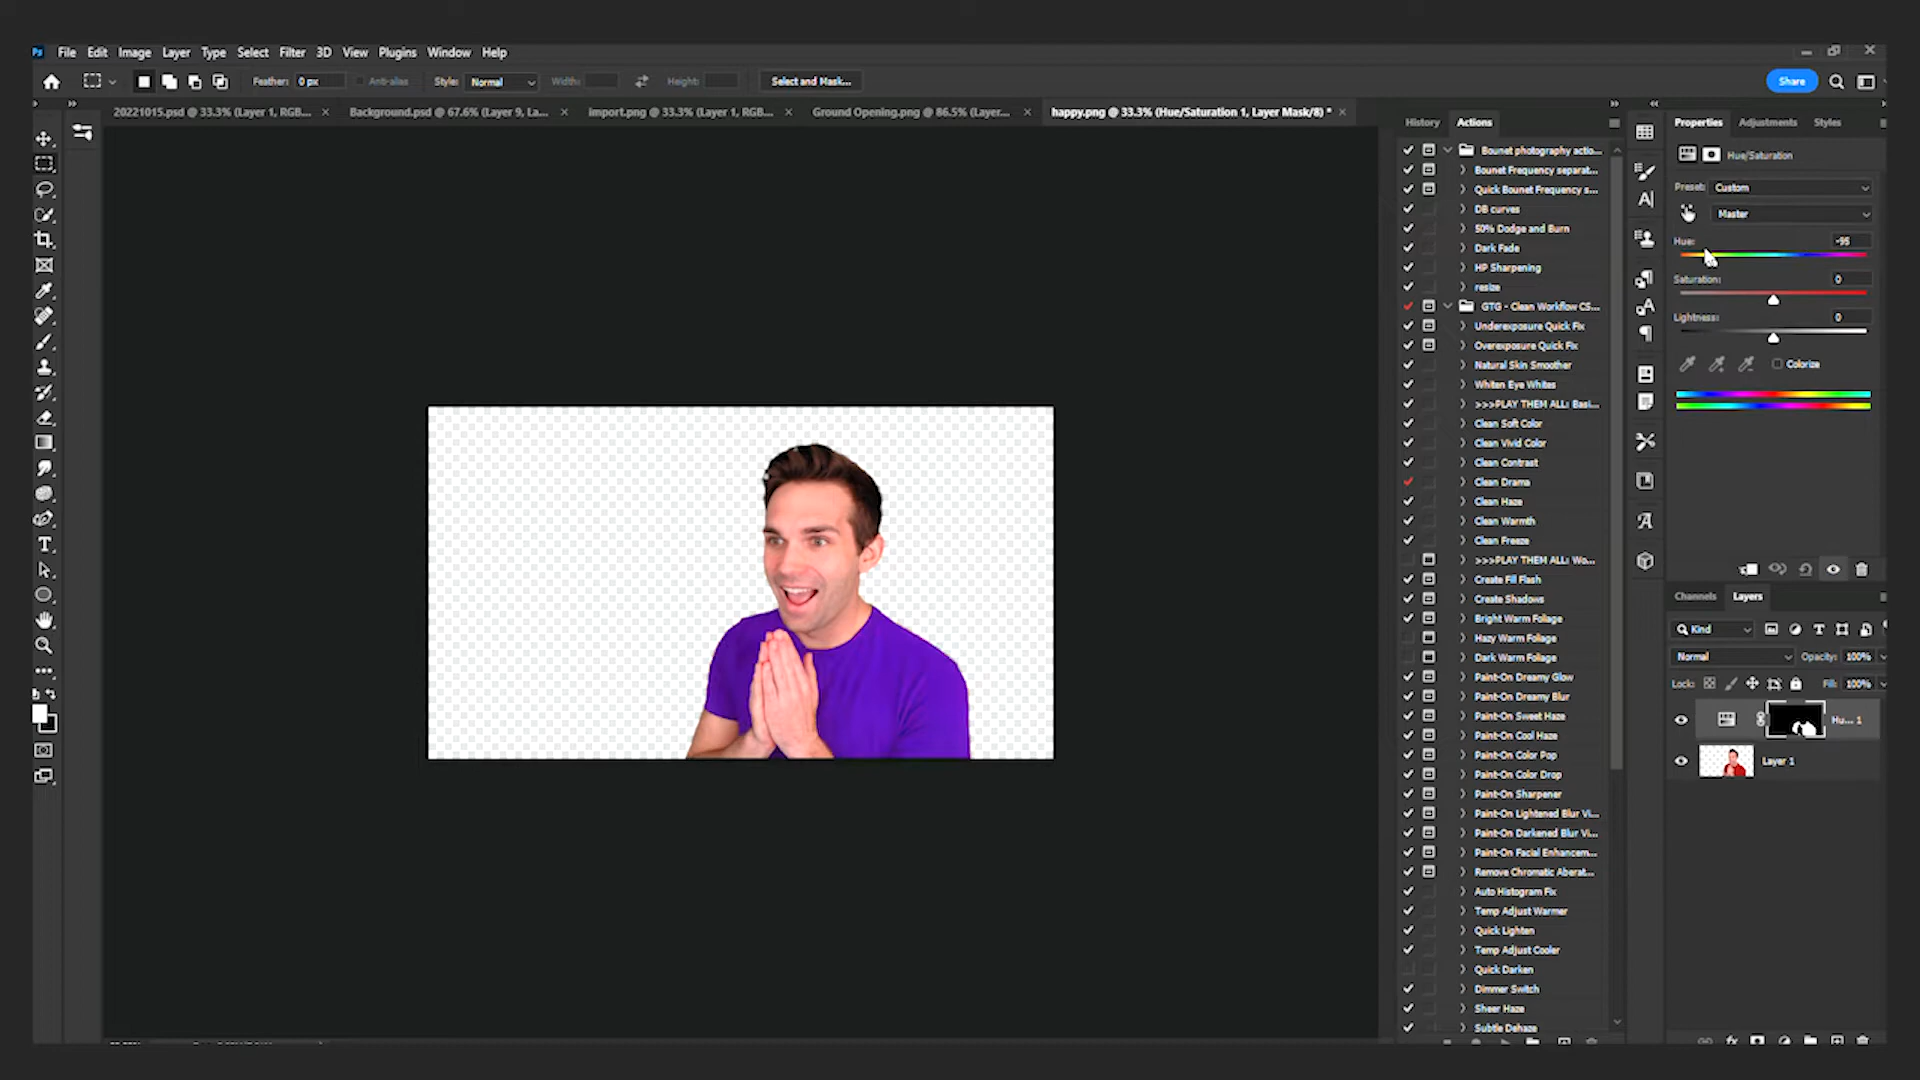 Ps File Edit Image Layer Type Select Filter 3D View Plugins Window Help
Feather: 0 px Anti-alias Style: Normal Width: Height: Select and Mask... Share
20221015.psd @ 33.3% (Layer 1, RGB... × Background.psd @ 67.6% (Layer 9, La... × import.png @ 33.3% (Layer 1, RGB... × Ground Opening.png @ 86.5% (Layer... × happy.png @ 33.3% (Hue/Saturation 1, Layer Mask/8) * ×
History Actions
Bounet photography actio...
Bounet Frequency separat...
Quick Bounet Frequency s...
DB curves
50% Dodge and Burn
Dark Fade
HP Sharpening
resize
GTG - Clean Workflow CS...
Underexposure Quick Fix
Overexposure Quick Fix
Natural Skin Smoother
Whiten Eye Whites
>>>PLAY THEM ALL: Basi...
Clean Soft Color
Clean Vivid Color
Clean Contrast
Clean Drama
Clean Haze
Clean Warmth
Clean Freeze
>>>PLAY THEM ALL: Wo...
Create Fill Flash
Create Shadows
Bright Warm Foliage
Hazy Warm Foliage
Dark Warm Foliage
Paint-On Dreamy Glow
Paint-On Dreamy Blur
Paint-On Sweet Haze
Paint-On Cool Haze
Paint-On Color Pop
Paint-On Color Drop
Paint-On Sharpener
Paint-On Lightened Blur Vi...
Paint-On Darkened Blur Vi...
Paint-On Facial Enhancem...
Remove Chromatic Aberat...
Auto Histogram Fix
Temp Adjust Warmer
Quick Lighten
Temp Adjust Cooler
Quick Darken
Dimmer Switch
Sheer Haze
Subtle Dehaze
Properties Adjustments Styles
Hue/Saturation
Preset: Custom
Master
Hue: -95
Saturation: 0
Lightness: 0
Colorize
Channels Layers
Kind
Normal Opacity: 100%
Lock: Fill: 100%
Hu... 1
Layer 1